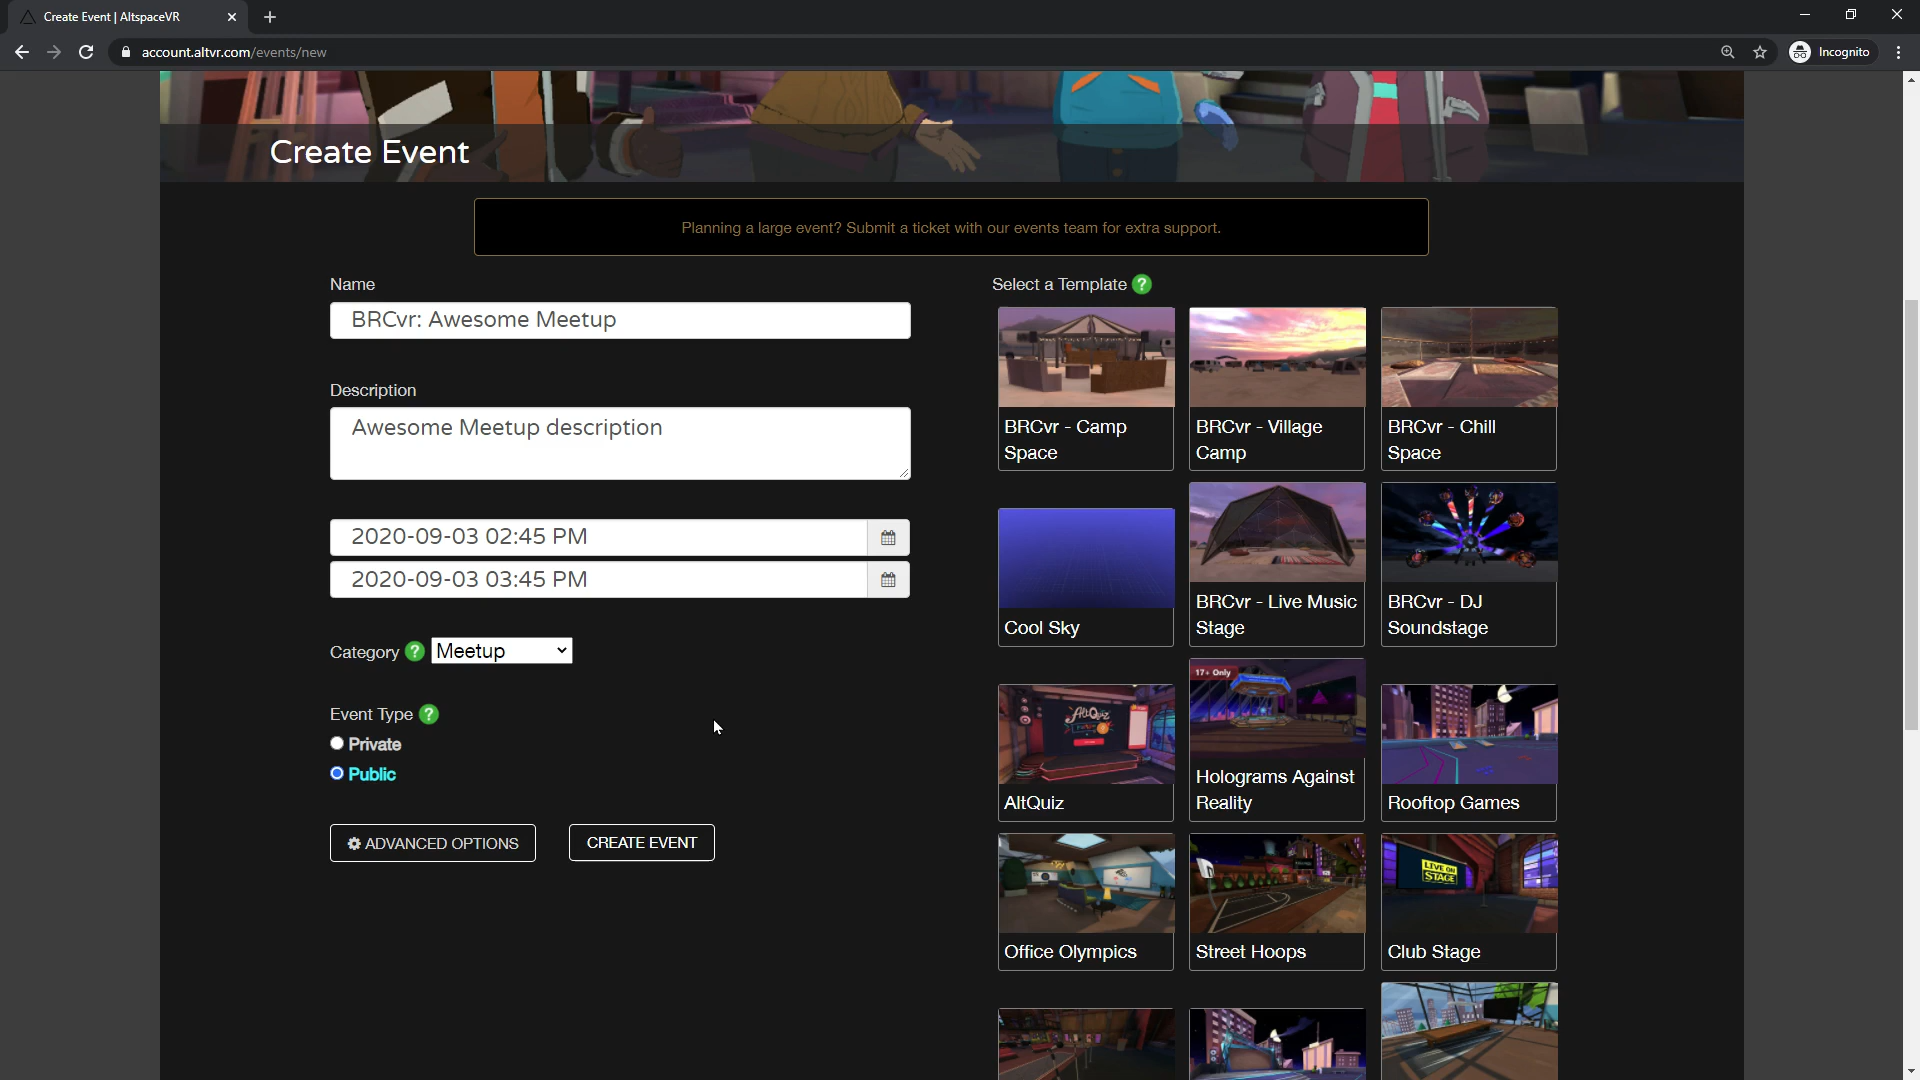 Create Event | AltspaceVR
account.altvr.com/events/new
Incognito
Create Event
Planning a large event? Submit a ticket with our events team for extra support.
Name
BRCvr: Awesome Meetup
Description
Awesome Meetup description
2020-09-03 02:45 PM
2020-09-03 03:45 PM
Category ? Meetup
Event Type ?
Private
Public
ADVANCED OPTIONS
CREATE EVENT
Select a Template ?
BRCvr - Camp
Space
BRCvr - Village
Camp
BRCvr - Chill
Space
Cool Sky
BRCvr - Live Music
Stage
BRCvr - DJ
Soundstage
AltQuiz
AltQuiz
17+ Only
Holograms Against
Reality
Rooftop Games
Office Olympics
Street Hoops
LIVE ON
STAGE
Club Stage